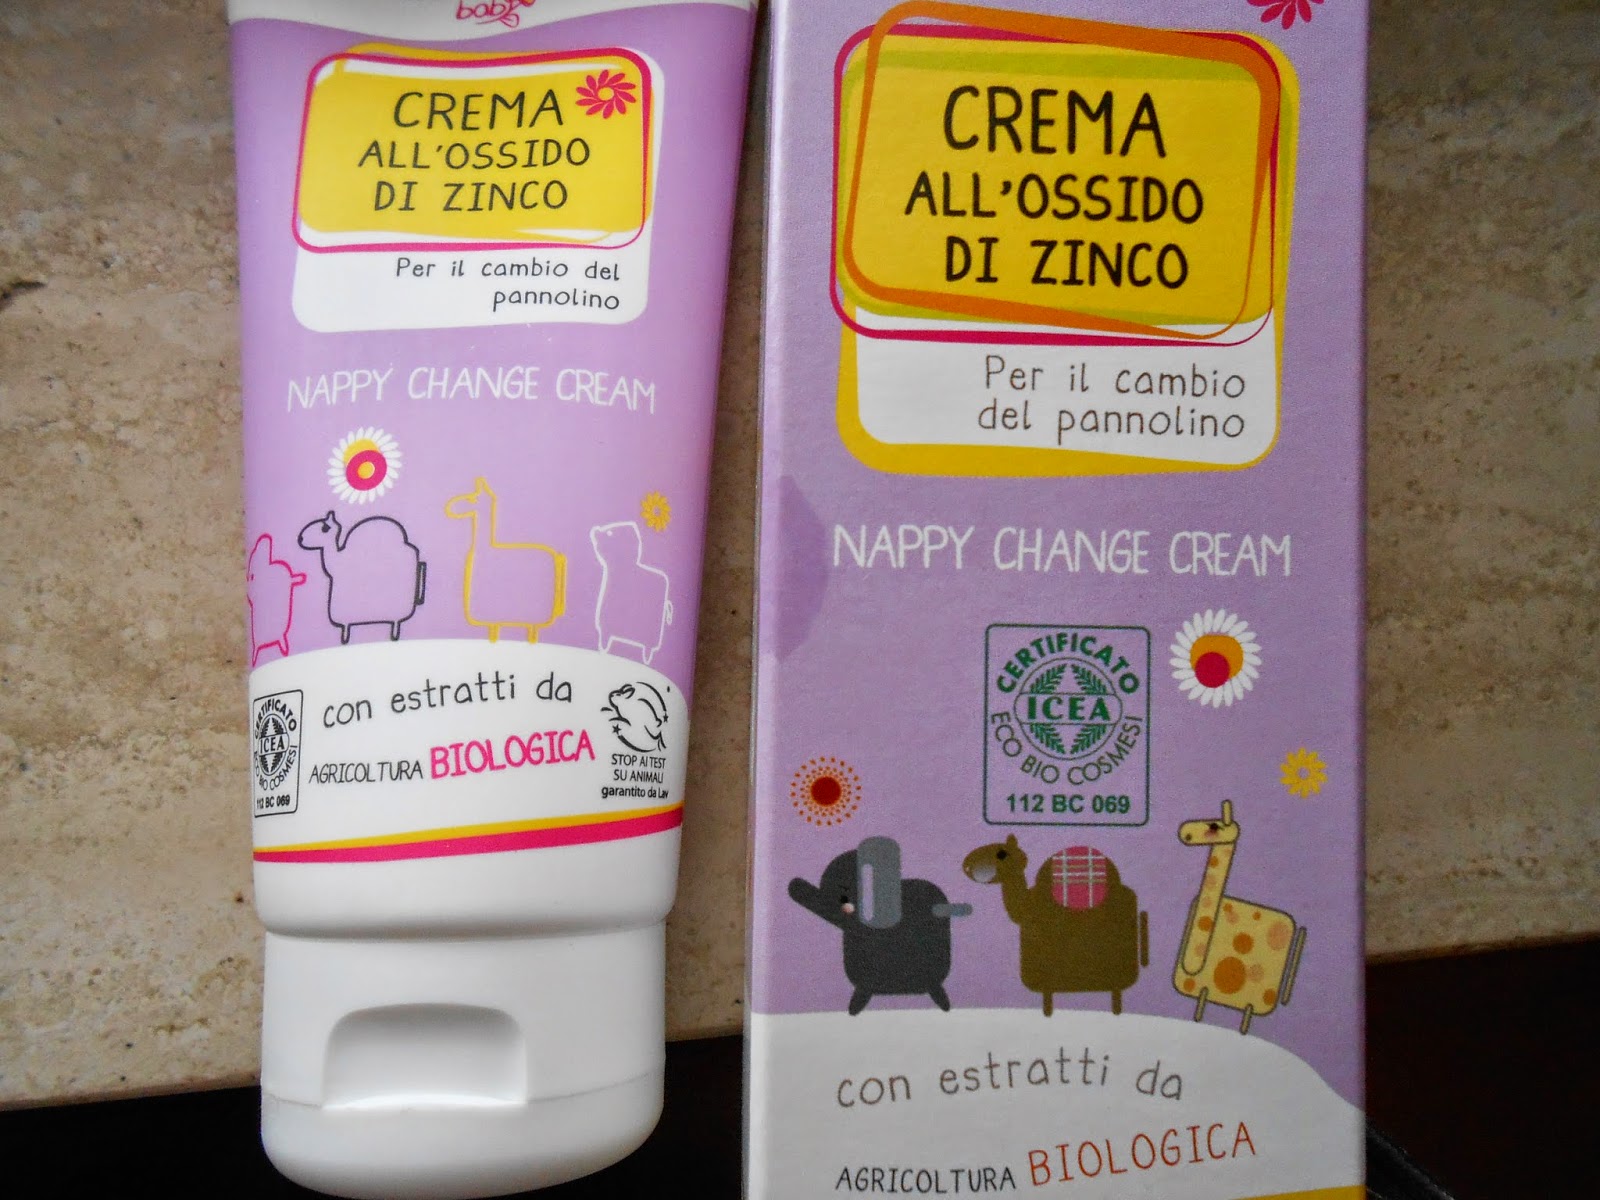 baby
CREMA
ALL'OSSIDO
DI ZINCO
Per il cambio del
pannolino
NAPPY CHANGE CREAM
CERTIFICATO
ICEA
ECO BIO COSMESI
112 BC 069
con estratti da
AGRICOLTURA BIOLOGICA
STOP AI TEST
SU ANIMALI
garantito da Lav
CREMA
ALL'OSSIDO
DI ZINCO
Per il cambio
del pannolino
NAPPY CHANGE CREAM
CERTIFICATO
ICEA
ECO BIO COSMESI
112 BC 069
con estratti da
AGRICOLTURA BIOLOGICA